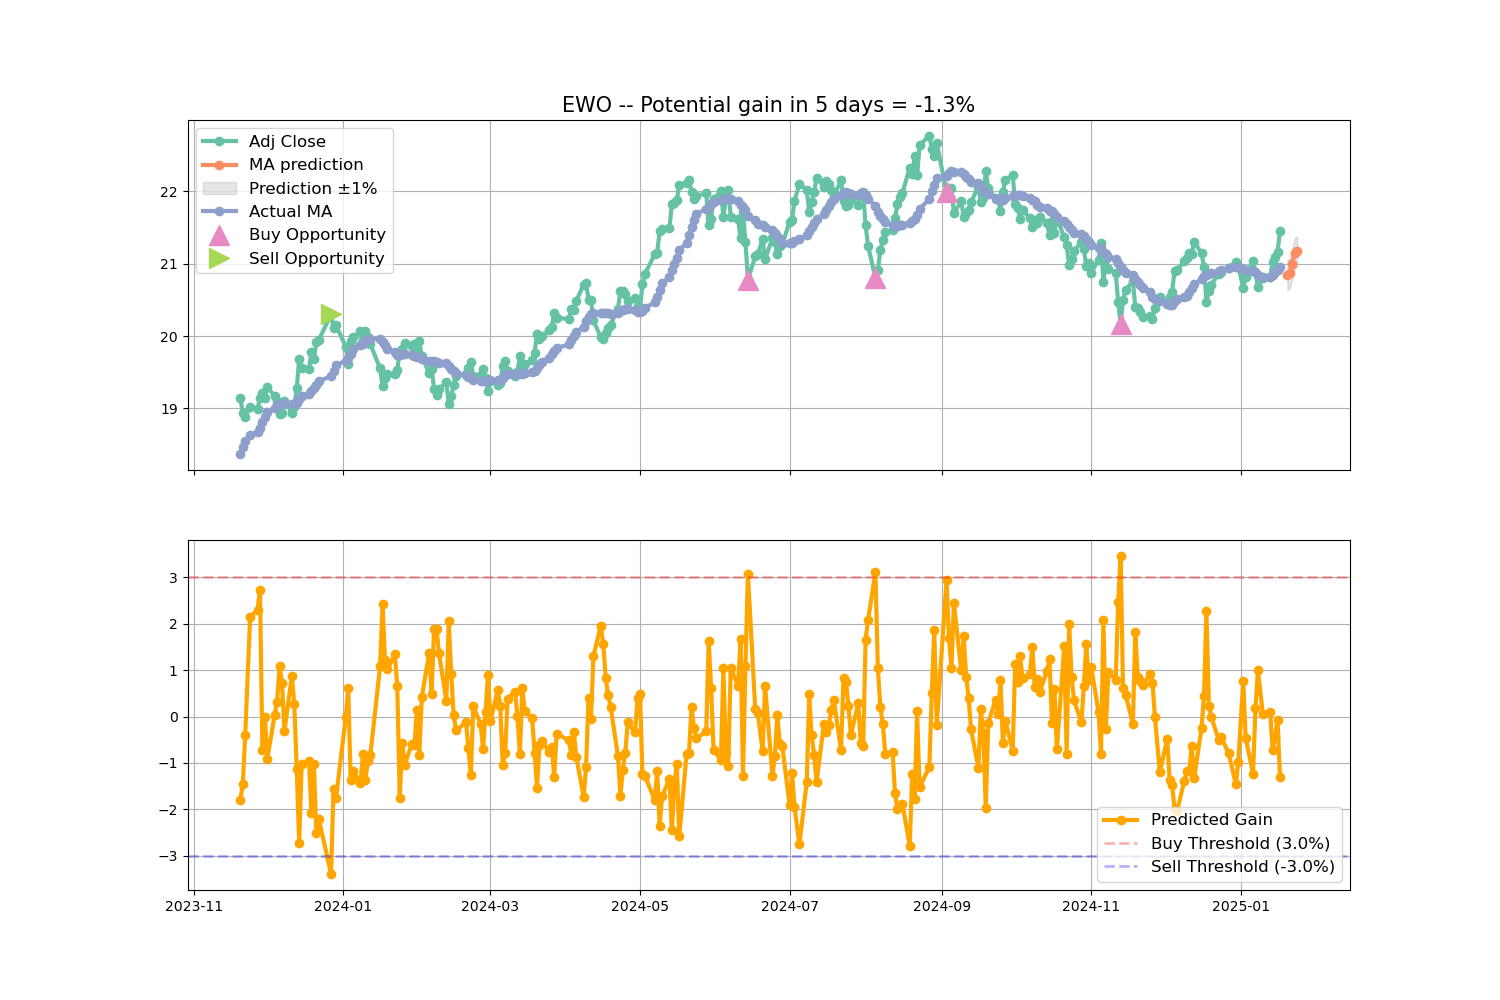 EWO -- Potential gain in 5 days = -1.3%
Adj Close
MA prediction
Prediction ±1%
Actual MA
Buy Opportunity
Sell Opportunity
22
21
20
19
3
2
1
0
−1
−2
−3
Predicted Gain
Buy Threshold (3.0%)
Sell Threshold (-3.0%)
2023-11 2024-01 2024-03 2024-05 2024-07 2024-09 2024-11 2025-01